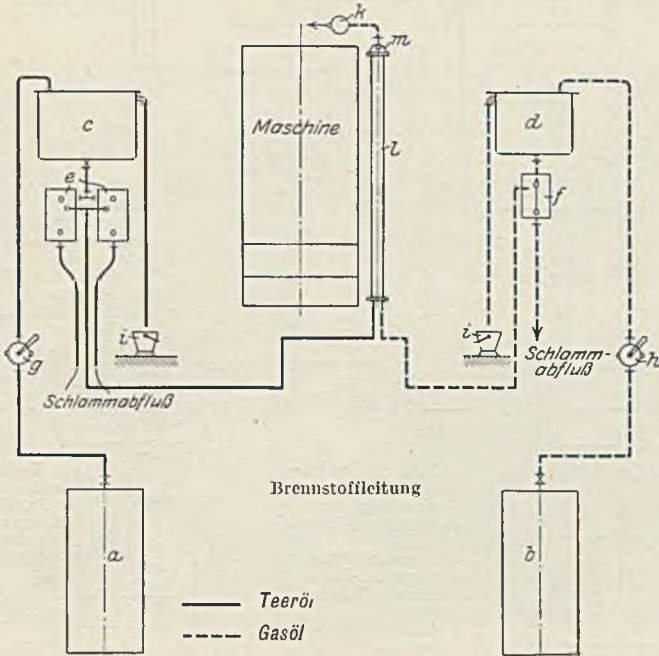 k
m
c
Maschine
l
d
e
f
i
i
g
Schlamm-
abfluß
h
Schlammabfluß
Brennstoffleitung
a
b
Teeröl
Gasöl